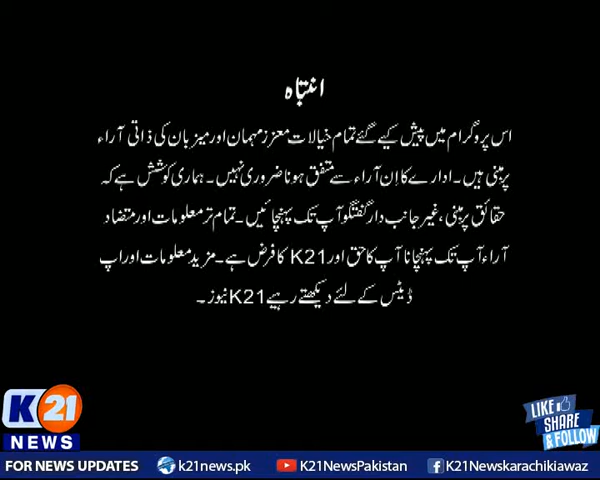 انتباہ
اس پروگرام میں پیش کیے گئے تمام خیالات معزز مہمان اور میزبان کی ذاتی آراء
پر مبنی ہیں۔ ادارے کا اِن آراء سے متفق ہونا ضروری نہیں۔ ہماری کوشش ہے کہ
حقائق پر مبنی ، غیر جانب دار گفتگو آپ تک پہنچائیں۔ تمام تر معلومات اور متضاد
آراء آپ تک پہنچانا آپ کا حق اور K21 کا فرض ہے۔ مزید معلومات اور اپ
ڈیٹس کے لئے دیکھتے رہیے K21 نیوز ۔
K21
NEWS
LIKE
SHARE
& FOLLOW
FOR NEWS UPDATES k21news.pk K21NewsPakistan K21Newskarachikiawaz